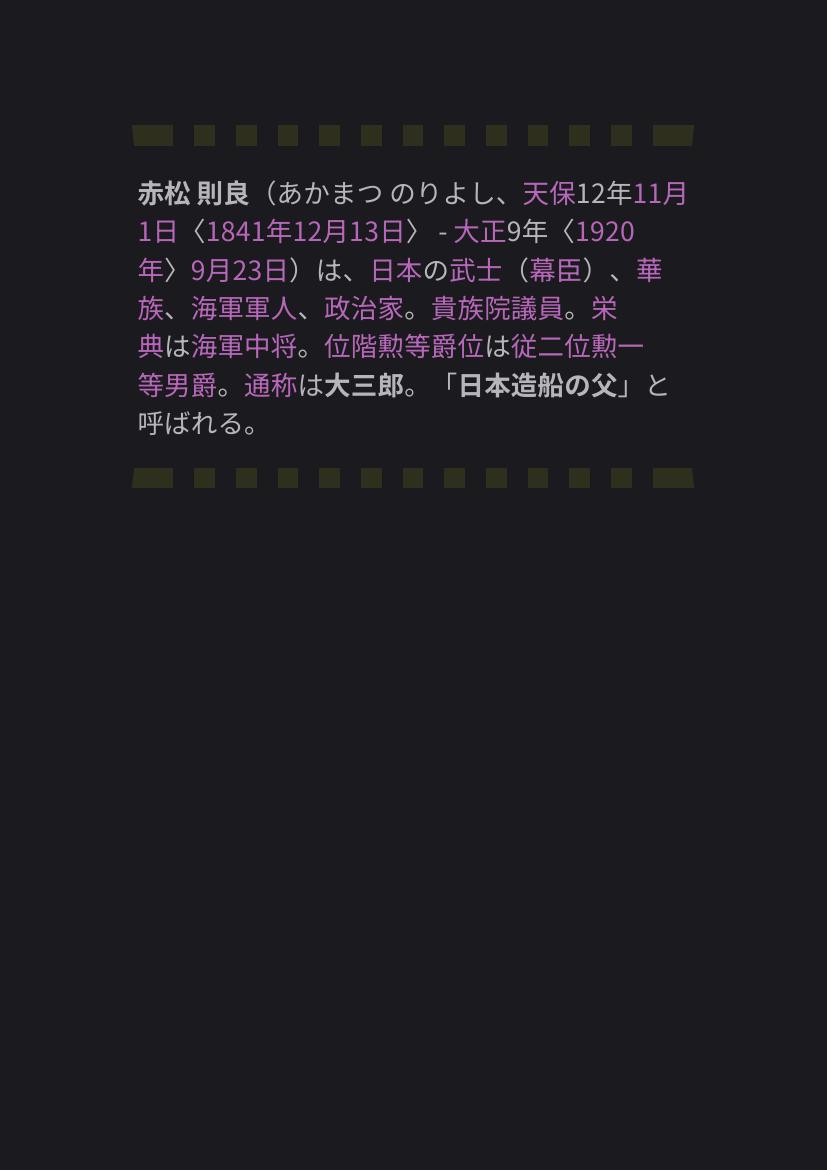 赤松 則良（あかまつ のりよし、天保12年11月
1日〈1841年12月13日〉 - 大正9年〈1920
年〉9月23日）は、日本の武士（幕臣）、華
族、海軍軍人、政治家。貴族院議員。栄
典は海軍中将。位階勲等爵位は従二位勲一
等男爵。通称は大三郎。「日本造船の父」と
呼ばれる。